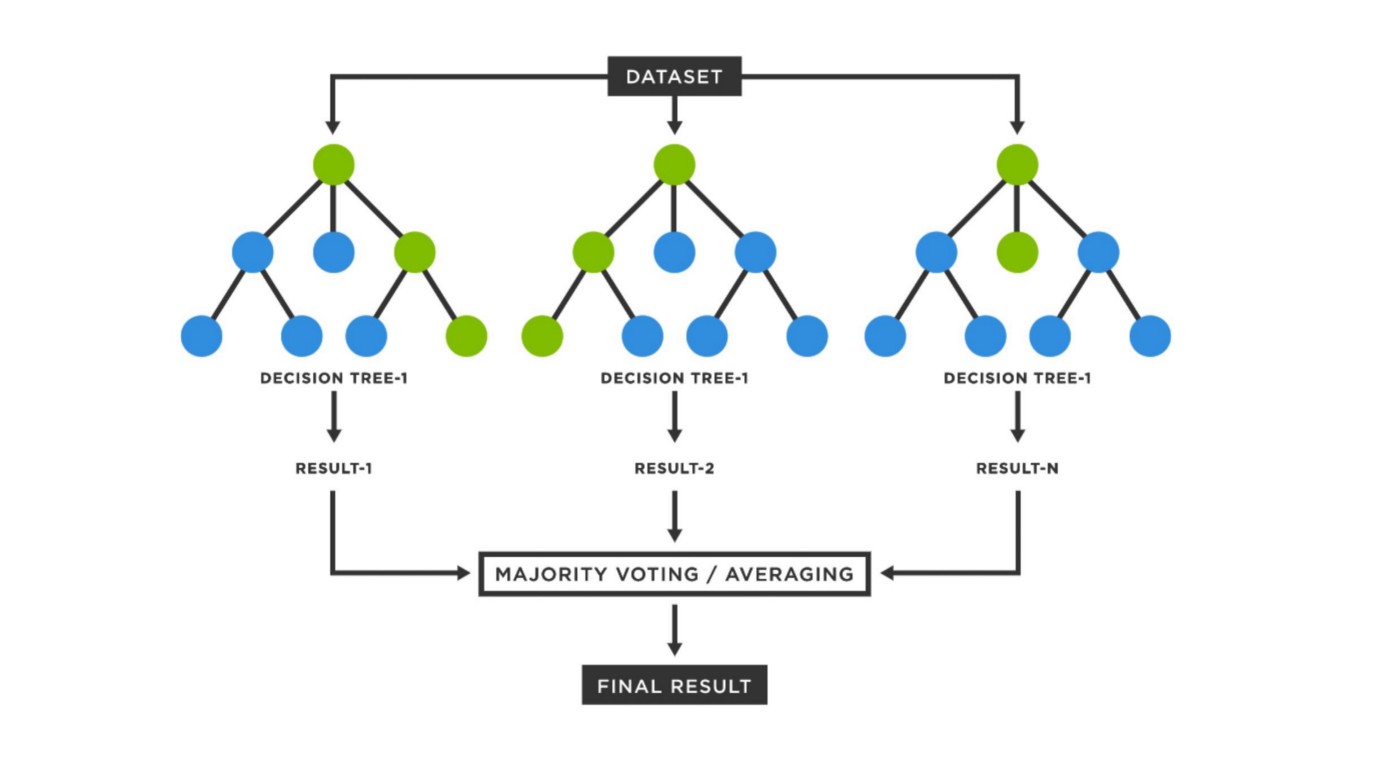 DATASET
DECISION TREE-1
DECISION TREE-1
DECISION TREE-1
RESULT-1
RESULT-2
RESULT-N
MAJORITY VOTING / AVERAGING
FINAL RESULT